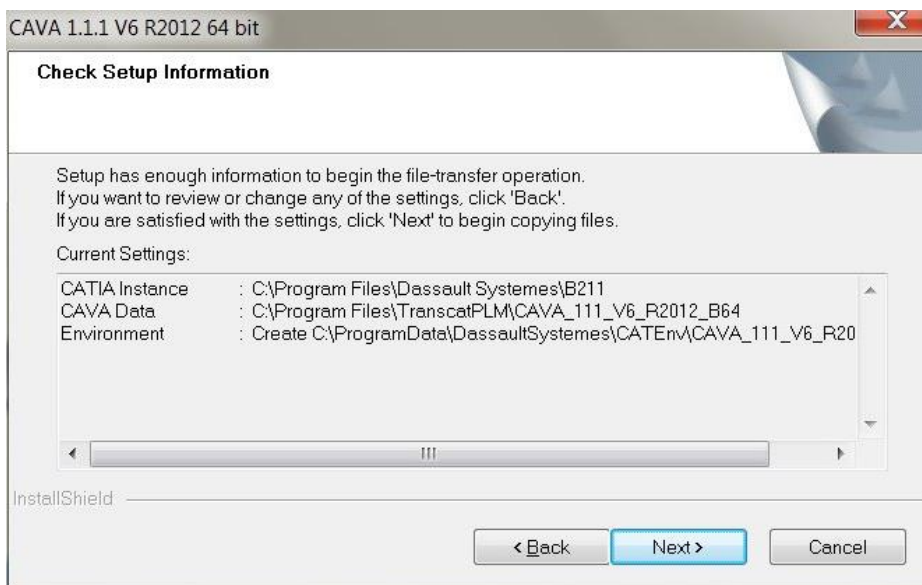 CAVA 1.1.1 V6 R2012 64 bit
Check Setup Information
Setup has enough information to begin the file-transfer operation.
If you want to review or change any of the settings, click 'Back'.
If you are satisfied with the settings, click 'Next' to begin copying files.
Current Settings:
CATIA Instance : C:\Program Files\Dassault Systemes\B211
CAVA Data : C:\Program Files\TranscatPLM\CAVA_111_V6_R2012_B64
Environment : Create C:\ProgramData\DassaultSystemes\CATEnv\CAVA_111_V6_R20
InstallShield
< Back Next > Cancel